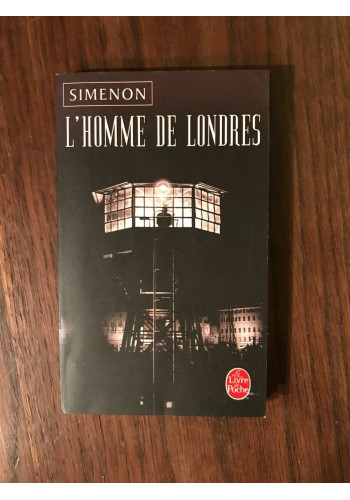 SIMENON
L'HOMME DE LONDRES
Le
Livre
de
Poche